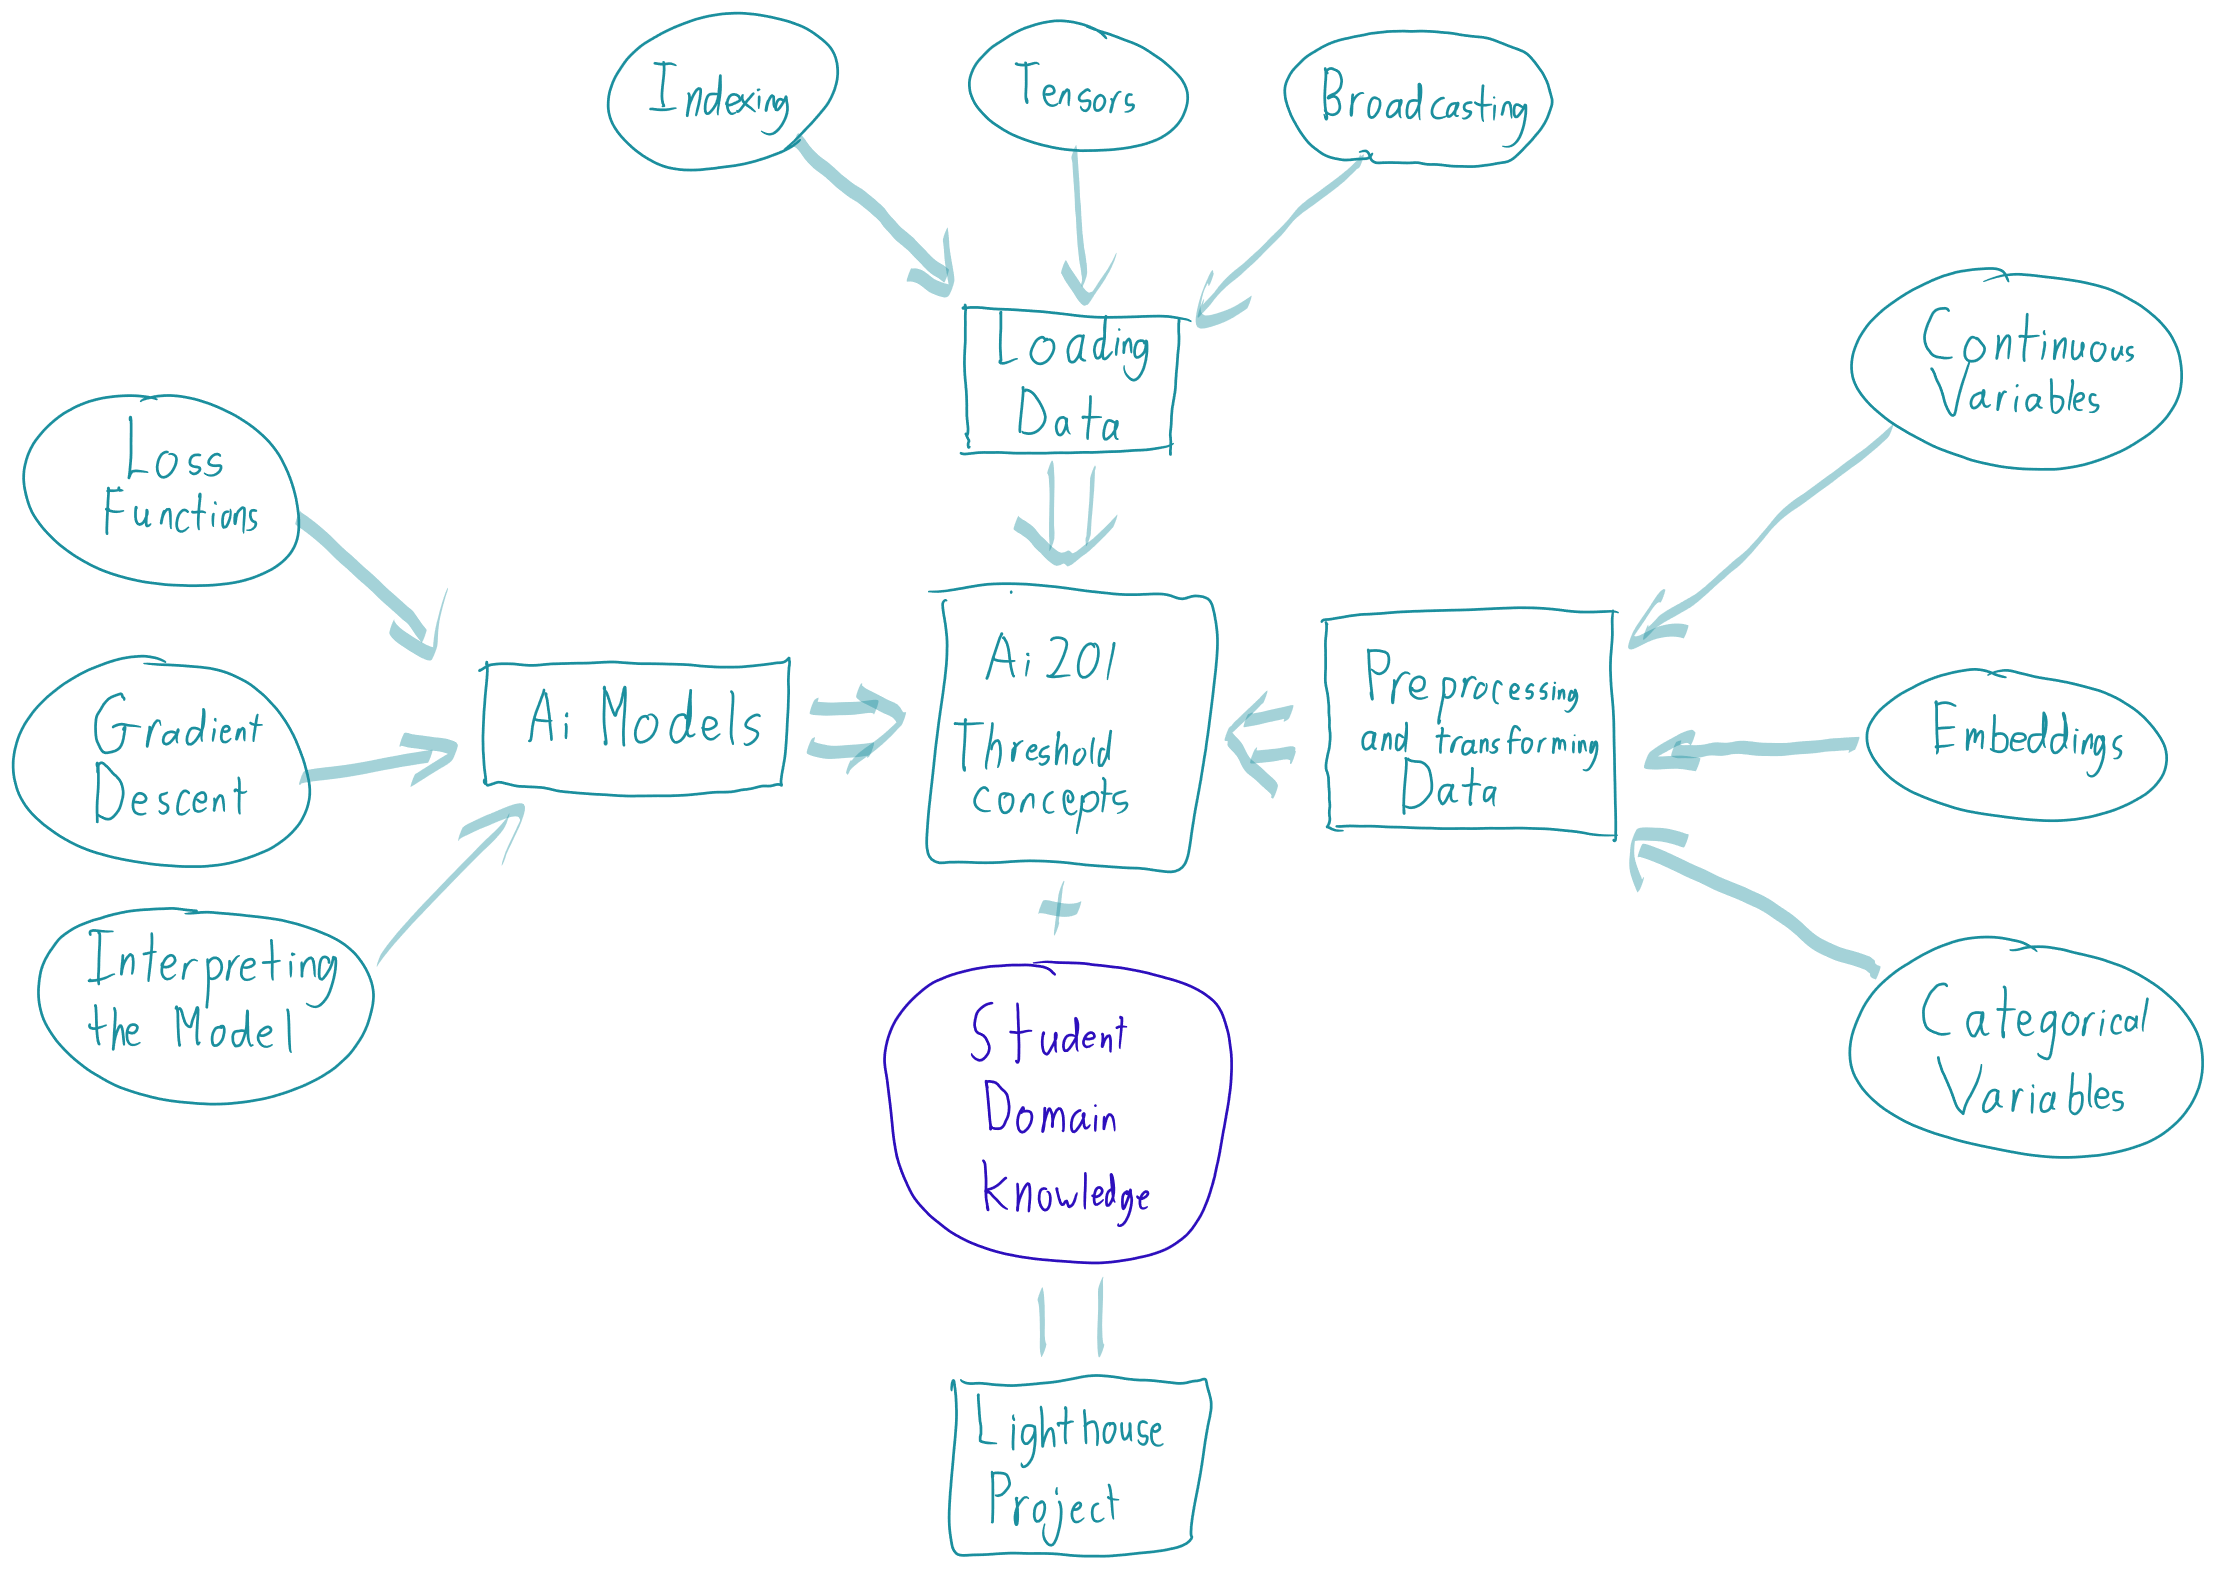 Indexing
Tensors
Broadcasting
Loading
Data
Continuous
Variables
Loss
Functions
Ai 201
Threshold
concepts
Preprocessing
and transforming
Data
Embeddings
Ai Models
Gradient
Descent
Interpreting
the Model
Categorical
Variables
Student
Domain
Knowledge
Lighthouse
Project